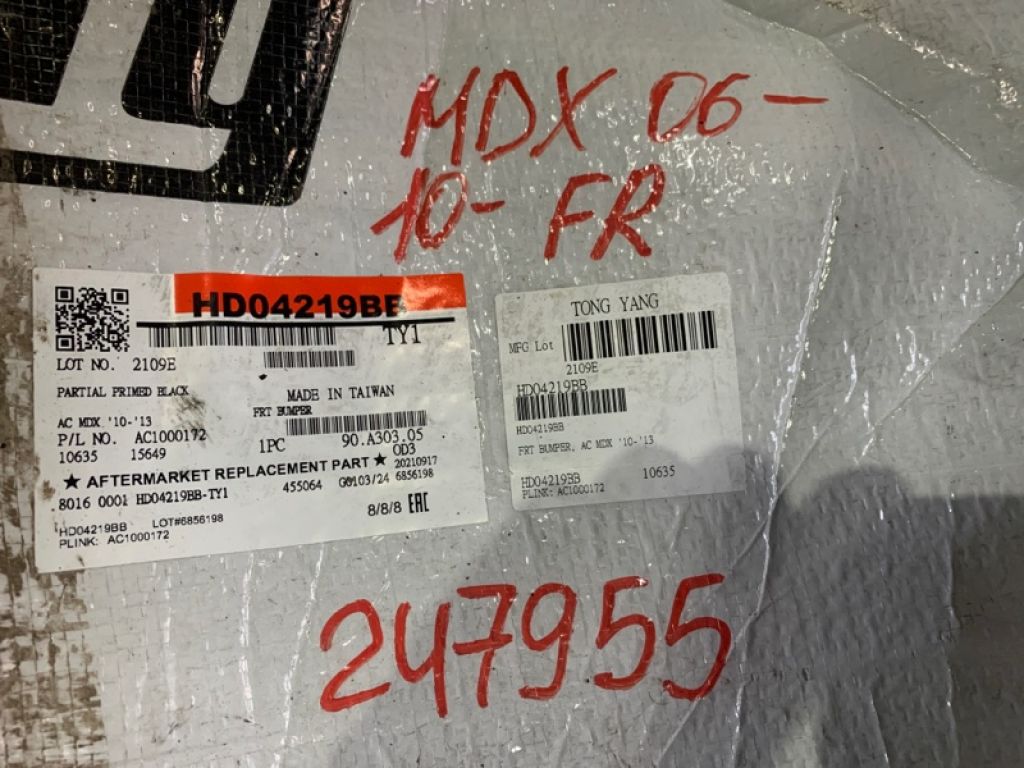 MDX 06-
10- FR
HD04219BB
TY1
LOT NO. 2109E
PARTIAL PRIMED BLACK
MADE IN TAIWAN
FRT BUMPER
AC MDX '10-'13
P/L NO. AC1000172
1PC
90.A303.05
10635 15649
OD3
★ AFTERMARKET REPLACEMENT PART ★
20210917
8016 0001 HD04219BB-TY1
455064
G0103/24 6856198
8/8/8 EAC
HD04219BB LOT#6856198
PLINK: AC1000172
TONG YANG
MFG Lot
2109E
HD04219BB
HD04219BB
FRT BUMPER, AC MDX '10-'13
HD04219BB
10635
PLINK: AC1000172
247955